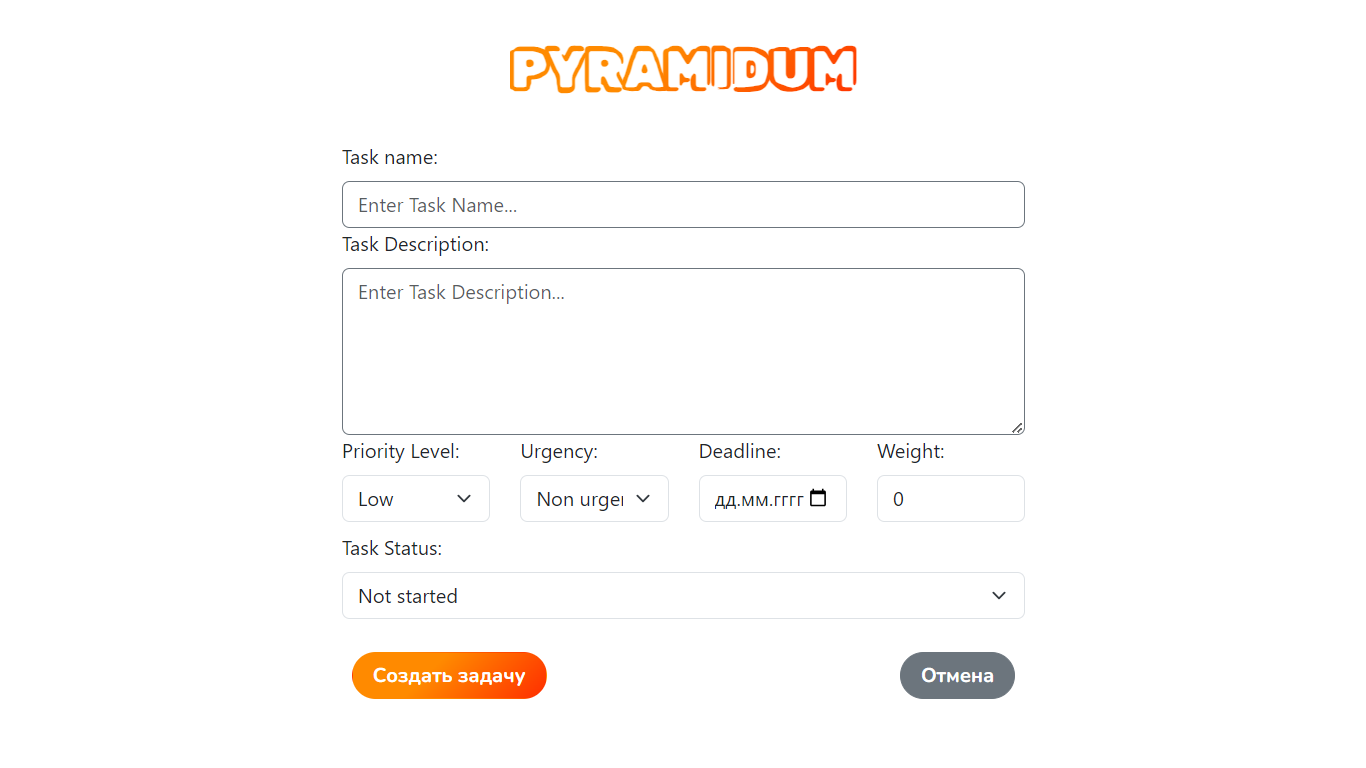 PYRAMIDUM
Task name:
Enter Task Name...
Task Description:
Enter Task Description...
Priority Level: Urgency: Deadline: Weight:
Low Non urger дд.мм.гггг 0
Task Status:
Not started
Создать задачу Отмена